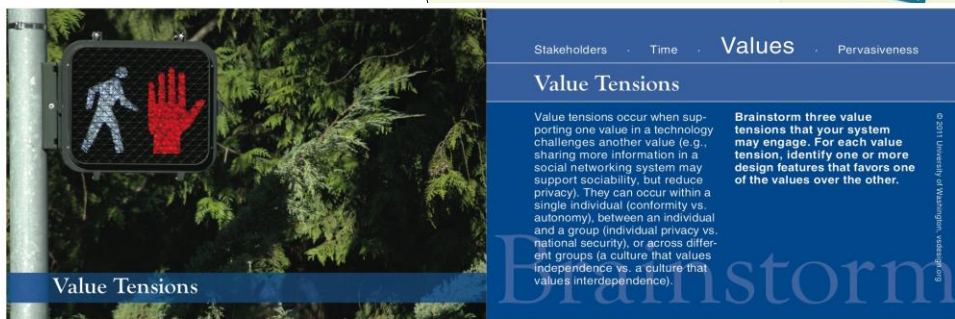 Value Tensions
Stakeholders · Time · Values · Pervasiveness
Value Tensions
Value tensions occur when sup-
porting one value in a technology
challenges another value (e.g.,
sharing more information in a
social networking system may
support sociability, but reduce
privacy). They can occur within a
single individual (conformity vs.
autonomy), between an individual
and a group (individual privacy vs.
national security), or across differ-
ent groups (a culture that values
independence vs. a culture that
values interdependence).
Brainstorm three value
tensions that your system
may engage. For each value
tension, identify one or more
design features that favors one
of the values over the other.
© 2011 University of Washington, vsdesign.org
Brainstorm